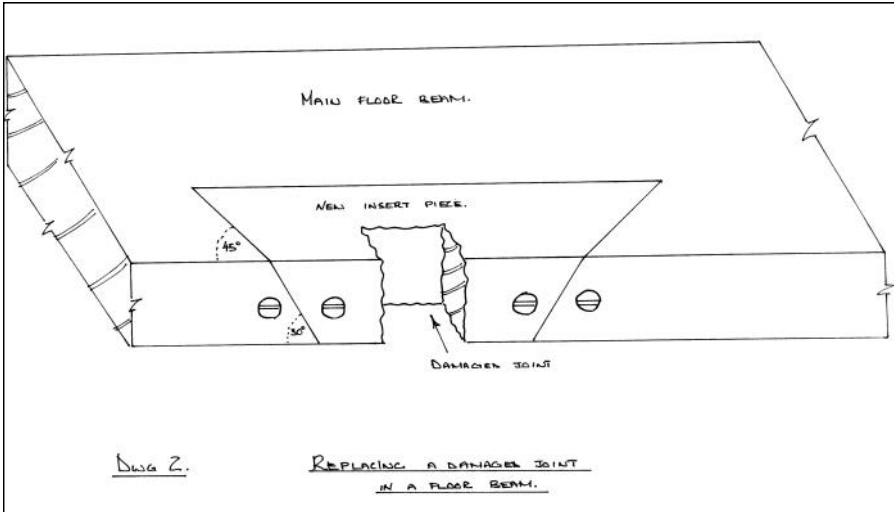 MAIN FLOOR BEAM.
NEW INSERT PIECE.
45°
30°
DAMAGED JOINT
DWG 2.
REPLACING A DAMAGED JOINT
IN A FLOOR BEAM.